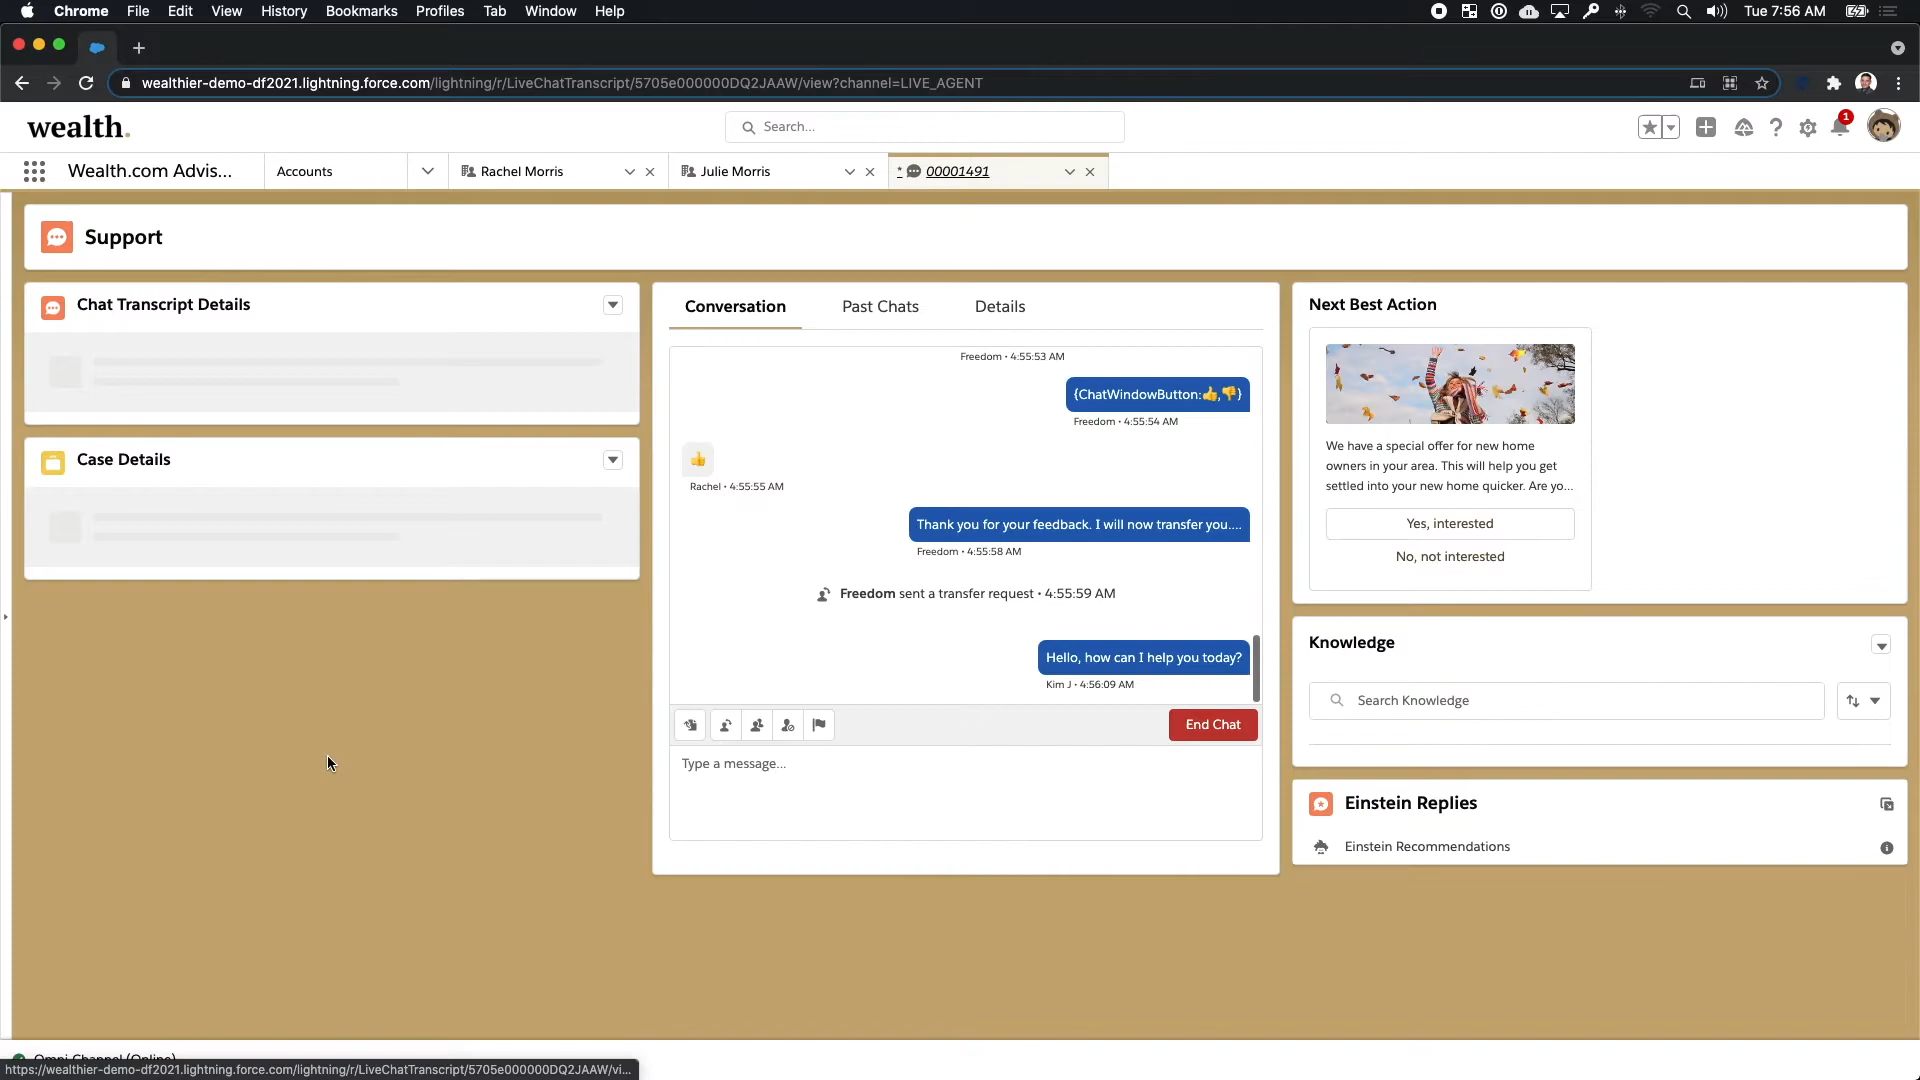 Chrome File Edit View History Bookmarks Profiles Tab Window Help Tue 7:56 AM
wealthier-demo-df2021.lightning.force.com/lightning/r/LiveChatTranscript/5705e000000DQ2JAAW/view?channel=LIVE_AGENT
wealth. Search... 1
Wealth.com Advis... Accounts Rachel Morris Julie Morris * 00001491
Support
Chat Transcript Details
Case Details
Conversation Past Chats Details
Freedom • 4:55:53 AM
{ChatWindowButton:👍,👎}
Freedom • 4:55:54 AM
👍
Rachel • 4:55:55 AM
Thank you for your feedback. I will now transfer you....
Freedom • 4:55:58 AM
Freedom sent a transfer request • 4:55:59 AM
Hello, how can I help you today?
Kim J • 4:56:09 AM
End Chat
Type a message...
Next Best Action
We have a special offer for new home
owners in your area. This will help you get
settled into your new home quicker. Are yo...
Yes, interested
No, not interested
Knowledge
Search Knowledge
Einstein Replies
Einstein Recommendations
Omni-Channel (Online)
https://wealthier-demo-df2021.lightning.force.com/lightning/r/LiveChatTranscript/5705e000000DQ2JAAW/vi...